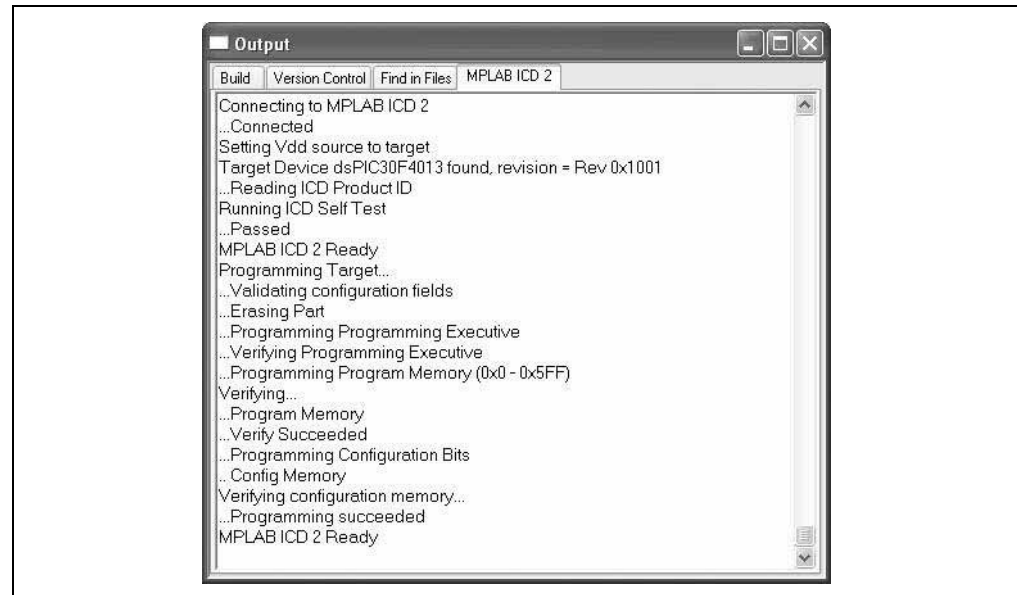 Output
Build Version Control Find in Files MPLAB ICD 2
Connecting to MPLAB ICD 2
...Connected
Setting Vdd source to target
Target Device dsPIC30F4013 found, revision = Rev 0x1001
...Reading ICD Product ID
Running ICD Self Test
...Passed
MPLAB ICD 2 Ready
Programming Target...
...Validating configuration fields
...Erasing Part
...Programming Programming Executive
...Verifying Programming Executive
...Programming Program Memory (0x0 - 0x5FF)
Verifying...
...Program Memory
...Verify Succeeded
...Programming Configuration Bits
.. Config Memory
Verifying configuration memory...
...Programming succeeded
MPLAB ICD 2 Ready